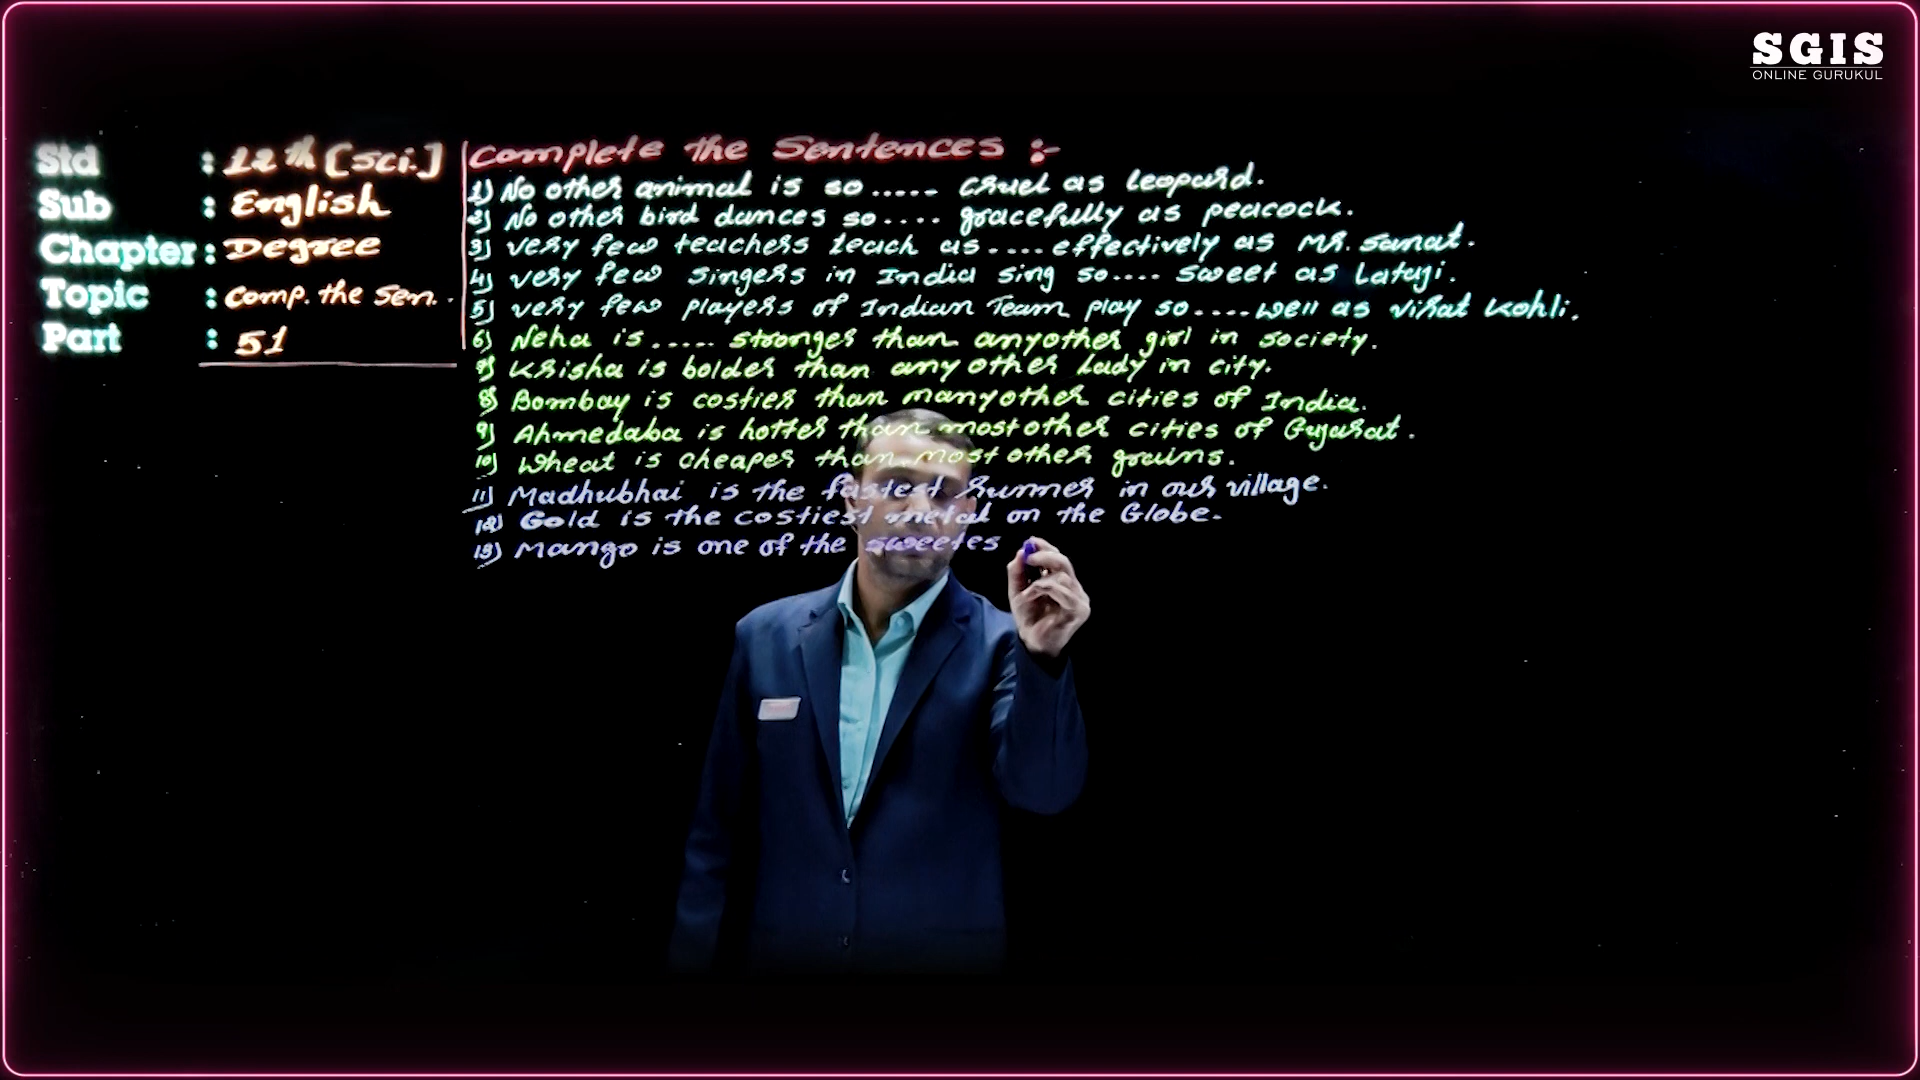 SGIS
ONLINE GURUKUL
Std : 12th [Sci.]
Sub : English
Chapter : Degree
Topic : Comp. the Sen.
Part : 51
Complete the Sentences :-
1) No other animal is so ..... cruel as leopard.
2) No other bird dances so .... gracefully as peacock.
3) very few teachers teach as .... effectively as Mr. Sanat.
4) very few singers in India sing so .... sweet as Lataji.
5) very few players of Indian Team play so .... well as virat Kohli.
6) Neha is ..... stronger than anyother girl in society.
7) Krisha is bolder than any other Lady in city.
8) Bombay is costier than manyother cities of India.
9) Ahmedaba is hotter than most other cities of Gujarat.
10) Wheat is cheaper than most other grains.
11) Madhubhai is the fastest runner in our village.
12) Gold is the costiest metal on the Globe.
13) Mango is one of the sweetes